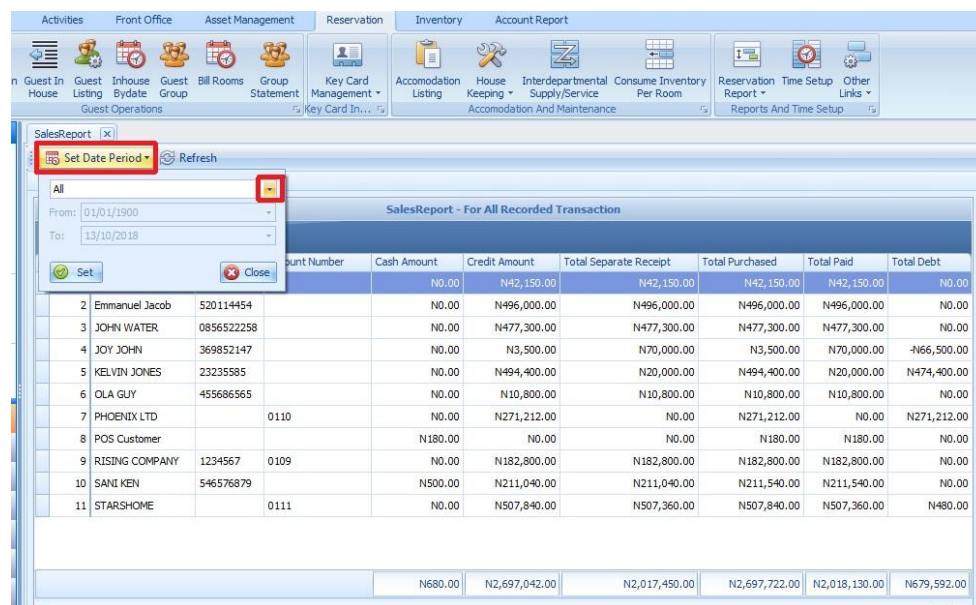 Activities Front Office Asset Management Reservation Inventory Account Report
n Guest In House Guest Listing Inhouse Bydate Guest Group Bill Rooms Group Statement Key Card Management Accomodation Listing House Keeping Interdepartmental Supply/Service Consume Inventory Per Room Reservation Report Time Setup Other Links
Guest Operations Key Card In... Accomodation And Maintenance Reports And Time Setup
SalesReport
Set Date Period Refresh
All
From: 01/01/1900
To: 13/10/2018
Set Close
SalesReport - For All Recorded Transaction
ount Number Cash Amount Credit Amount Total Separate Receipt Total Purchased Total Paid Total Debt
N0.00 N42,150.00 N42,150.00 N42,150.00 N42,150.00 N0.00
2 Emmanuel Jacob 520114454 N0.00 N496,000.00 N496,000.00 N496,000.00 N496,000.00 N0.00
3 JOHN WATER 0856522258 N0.00 N477,300.00 N477,300.00 N477,300.00 N477,300.00 N0.00
4 JOY JOHN 369852147 N0.00 N3,500.00 N70,000.00 N3,500.00 N70,000.00 -N66,500.00
5 KELVIN JONES 23235585 N0.00 N494,400.00 N20,000.00 N494,400.00 N20,000.00 N474,400.00
6 OLA GUY 455686565 N0.00 N10,800.00 N10,800.00 N10,800.00 N10,800.00 N0.00
7 PHOENIX LTD 0110 N0.00 N271,212.00 N0.00 N271,212.00 N0.00 N271,212.00
8 POS Customer N180.00 N0.00 N0.00 N180.00 N180.00 N0.00
9 RISING COMPANY 1234567 0109 N0.00 N182,800.00 N182,800.00 N182,800.00 N182,800.00 N0.00
10 SANI KEN 546576879 N500.00 N211,040.00 N211,040.00 N211,540.00 N211,540.00 N0.00
11 STARSHOME 0111 N0.00 N507,840.00 N507,360.00 N507,840.00 N507,360.00 N480.00
N680.00 N2,697,042.00 N2,017,450.00 N2,697,722.00 N2,018,130.00 N679,592.00